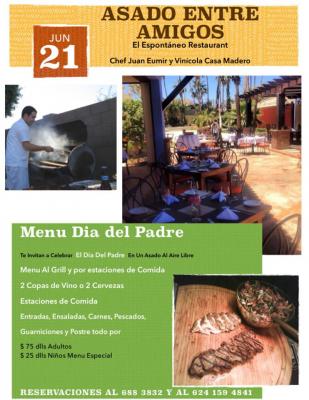 JUN
21
ASADO ENTRE
AMIGOS
El Espontáneo Restaurant
Chef Juan Eumir y Vinícola Casa Madero
Menu Dia del Padre
Te Invitan a Celebrar El Dia Del Padre En Un Asado Al Aire Libre
Menu Al Grill y por estaciones de Comida
2 Copas de Vino o 2 Cervezas
Estaciones de Comida
Entradas, Ensaladas, Carnes, Pescados,
Guarniciones y Postre todo por
$ 75 dlls Adultos
$ 25 dlls Niños Menu Especial
RESERVACIONES AL 688 3832 Y AL 624 159 4841